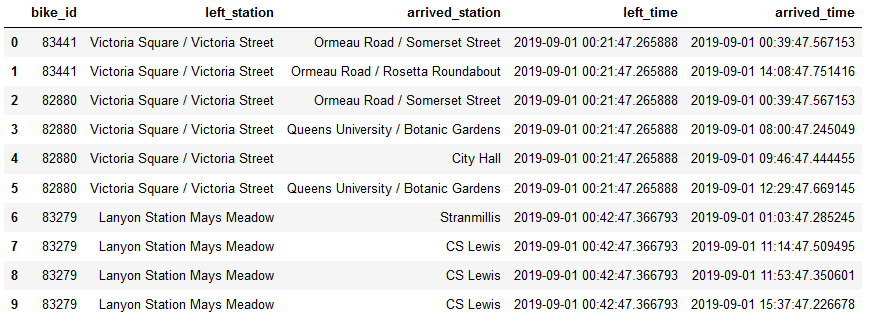 bike_id left_station arrived_station left_time arrived_time
0 83441 Victoria Square / Victoria Street Ormeau Road / Somerset Street 2019-09-01 00:21:47.265888 2019-09-01 00:39:47.567153
1 83441 Victoria Square / Victoria Street Ormeau Road / Rosetta Roundabout 2019-09-01 00:21:47.265888 2019-09-01 14:08:47.751416
2 82880 Victoria Square / Victoria Street Ormeau Road / Somerset Street 2019-09-01 00:21:47.265888 2019-09-01 00:39:47.567153
3 82880 Victoria Square / Victoria Street Queens University / Botanic Gardens 2019-09-01 00:21:47.265888 2019-09-01 08:00:47.245049
4 82880 Victoria Square / Victoria Street City Hall 2019-09-01 00:21:47.265888 2019-09-01 09:46:47.444455
5 82880 Victoria Square / Victoria Street Queens University / Botanic Gardens 2019-09-01 00:21:47.265888 2019-09-01 12:29:47.669145
6 83279 Lanyon Station Mays Meadow Stranmillis 2019-09-01 00:42:47.366793 2019-09-01 01:03:47.285245
7 83279 Lanyon Station Mays Meadow CS Lewis 2019-09-01 00:42:47.366793 2019-09-01 11:14:47.509495
8 83279 Lanyon Station Mays Meadow CS Lewis 2019-09-01 00:42:47.366793 2019-09-01 11:53:47.350601
9 83279 Lanyon Station Mays Meadow CS Lewis 2019-09-01 00:42:47.366793 2019-09-01 15:37:47.226678